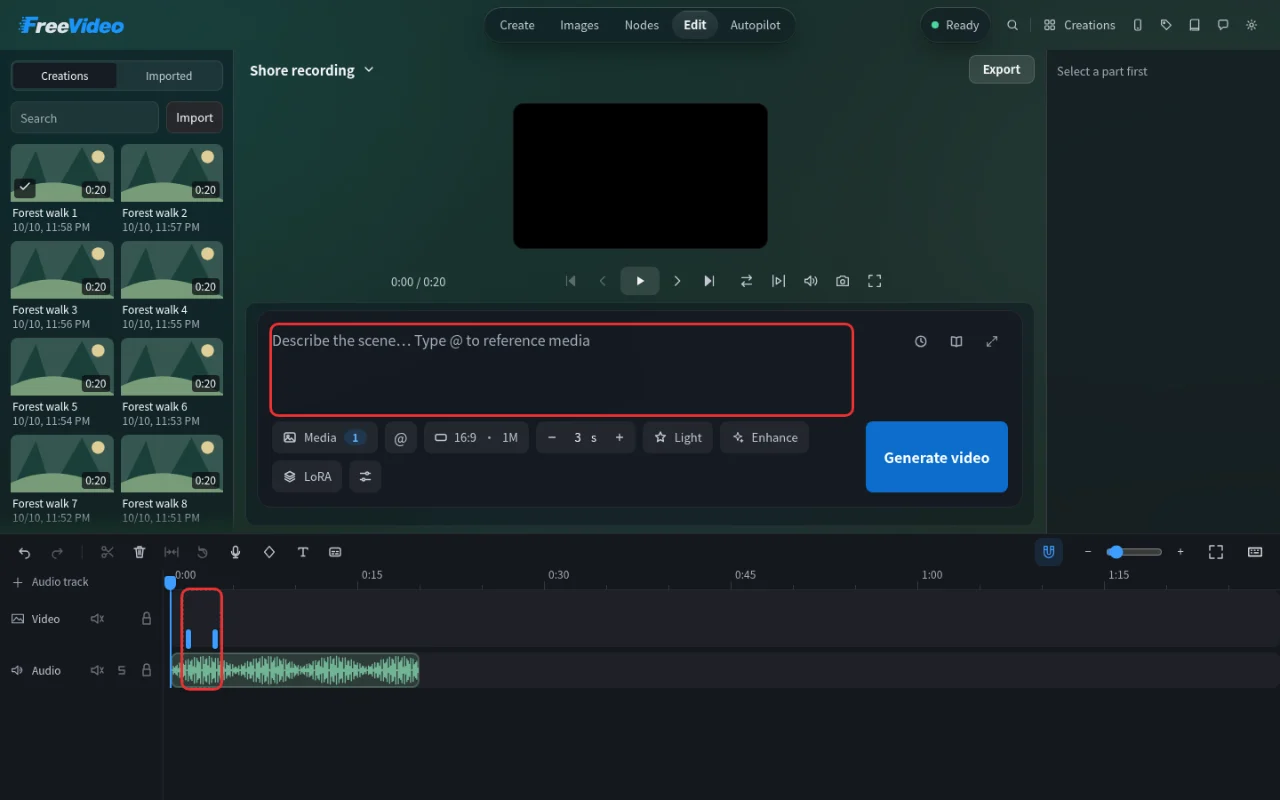 FreeVideo
Create
Images
Nodes
Edit
Autopilot
Ready
Creations
Creations
Imported
Search
Import
0:20
0:20
Forest walk 1
10/10, 11:58 PM
Forest walk 2
10/10, 11:57 PM
0:20
0:20
Forest walk 3
10/10, 11:56 PM
Forest walk 4
10/10, 11:55 PM
0:20
0:20
Forest walk 5
10/10, 11:54 PM
Forest walk 6
10/10, 11:53 PM
0:20
0:20
Forest walk 7
10/10, 11:52 PM
Forest walk 8
10/10, 11:51 PM
Shore recording
Export
0:00 / 0:20
Describe the scene… Type @ to reference media
Media 1
@
16:9 · 1M
− 3 s +
Light
Enhance
LoRA
Generate video
Select a part first
+ Audio track
0:00
0:15
0:30
0:45
1:00
1:15
Video
Audio
S